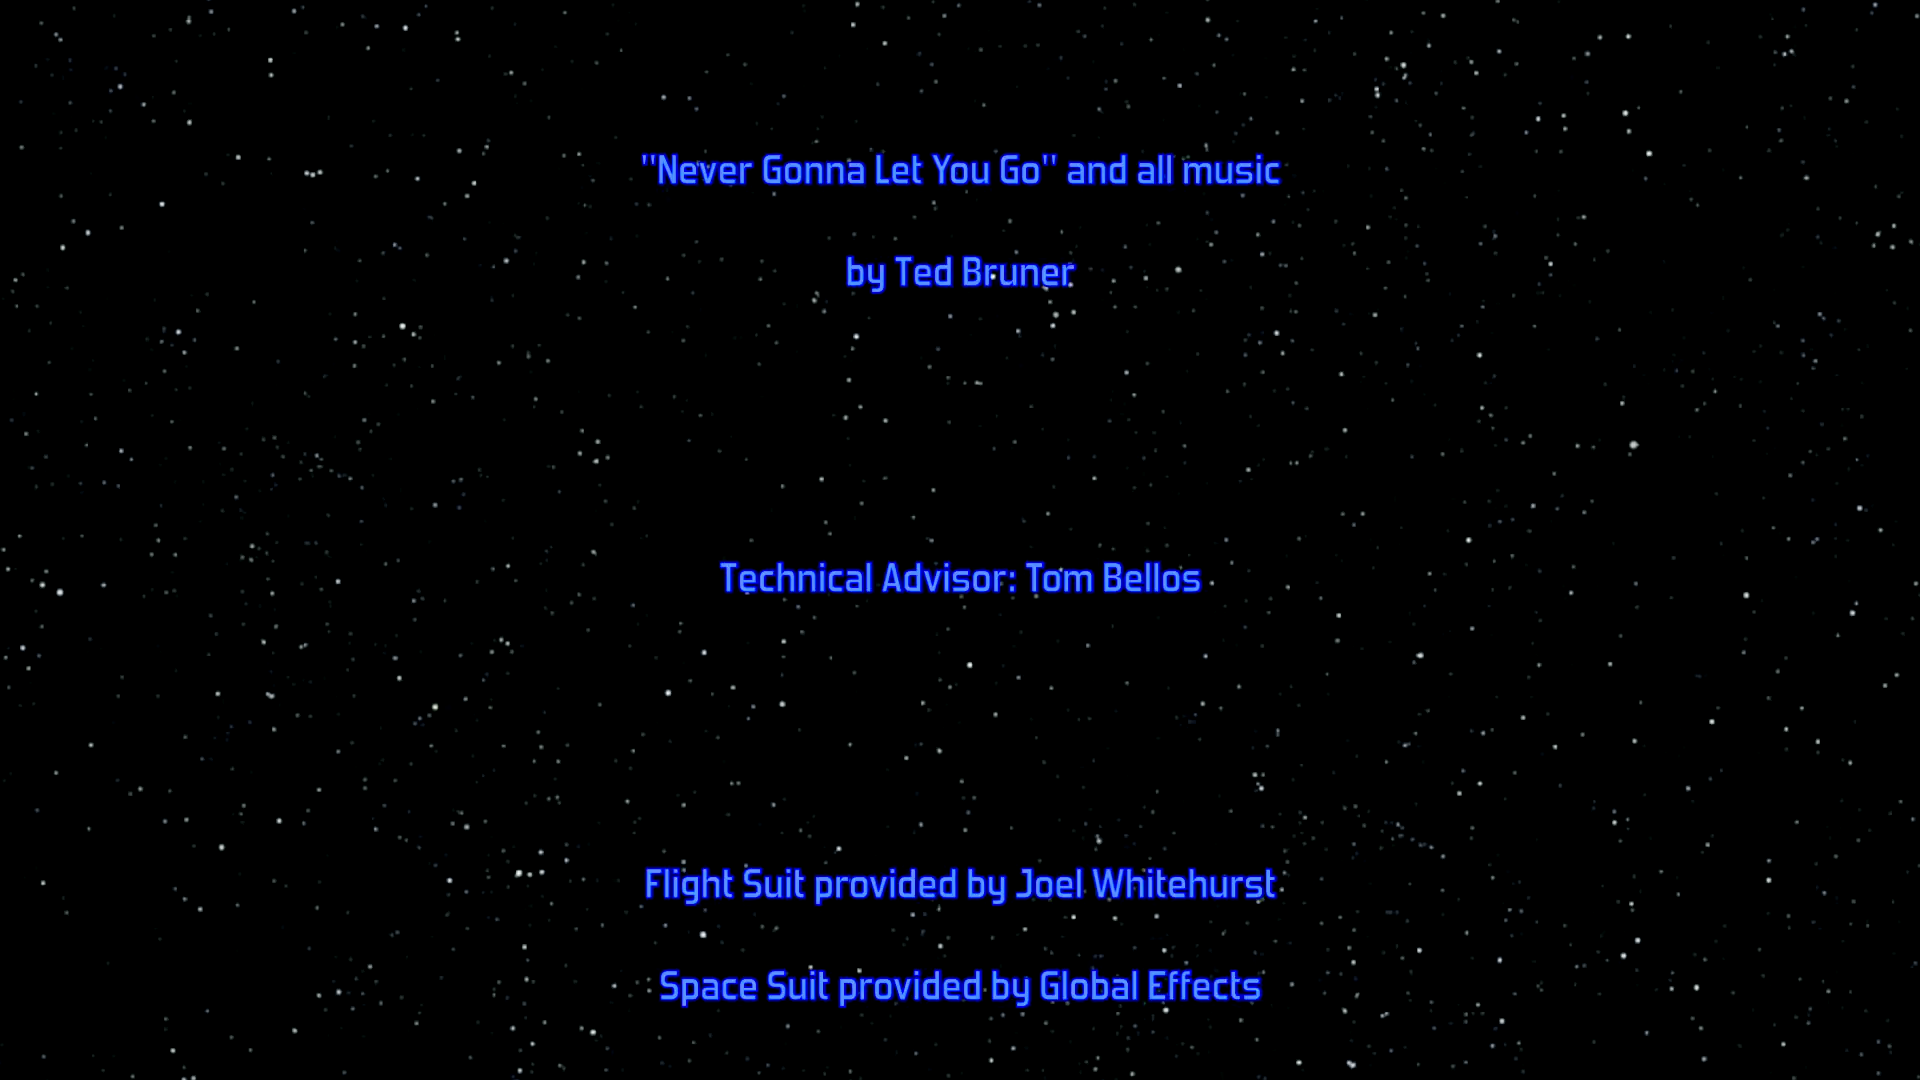 "Never Gonna Let You Go" and all music
by Ted Bruner
Technical Advisor: Tom Bellos
Flight Suit provided by Joel Whitehurst
Space Suit provided by Global Effects